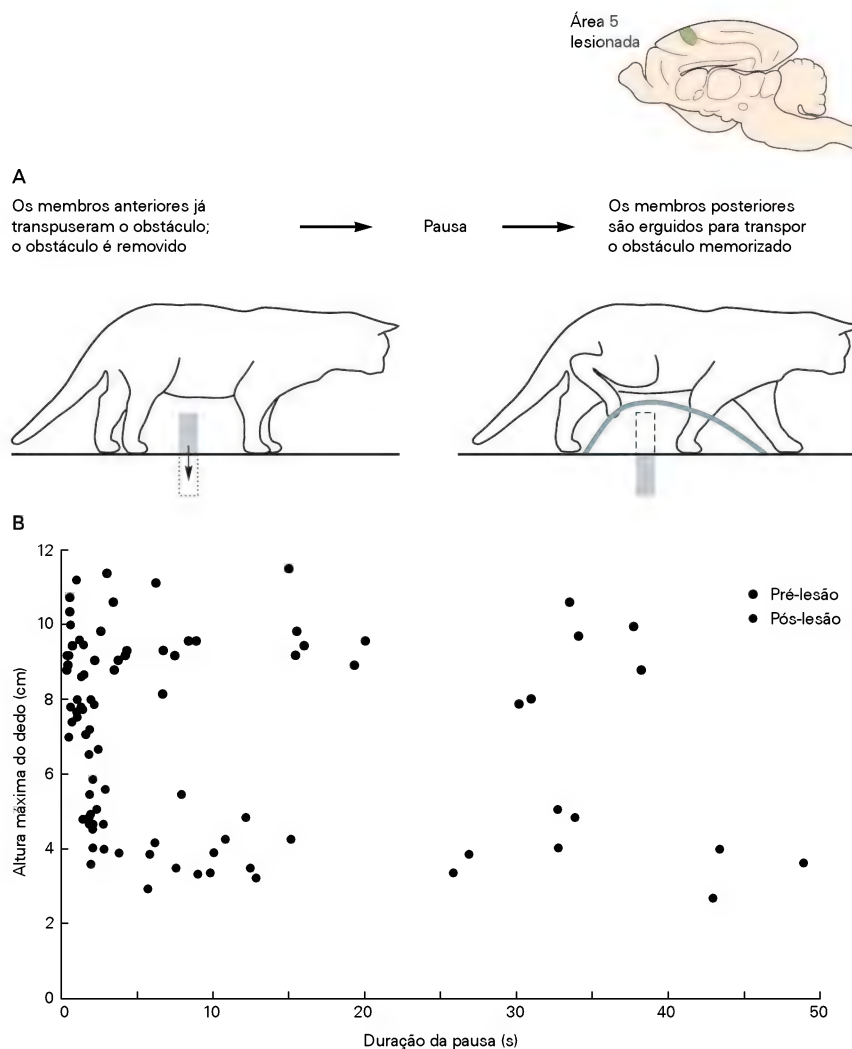 Área 5
lesionada
A
Os membros anteriores já
transpuseram o obstáculo;
o obstáculo é removido
Pausa
Os membros posteriores
são erguidos para transpor
o obstáculo memorizado
B
Altura máxima do dedo (cm)
12
10
8
6
4
2
0
Pré-lesão
Pós-lesão
0
10
20
30
40
50
Duração da pausa (s)